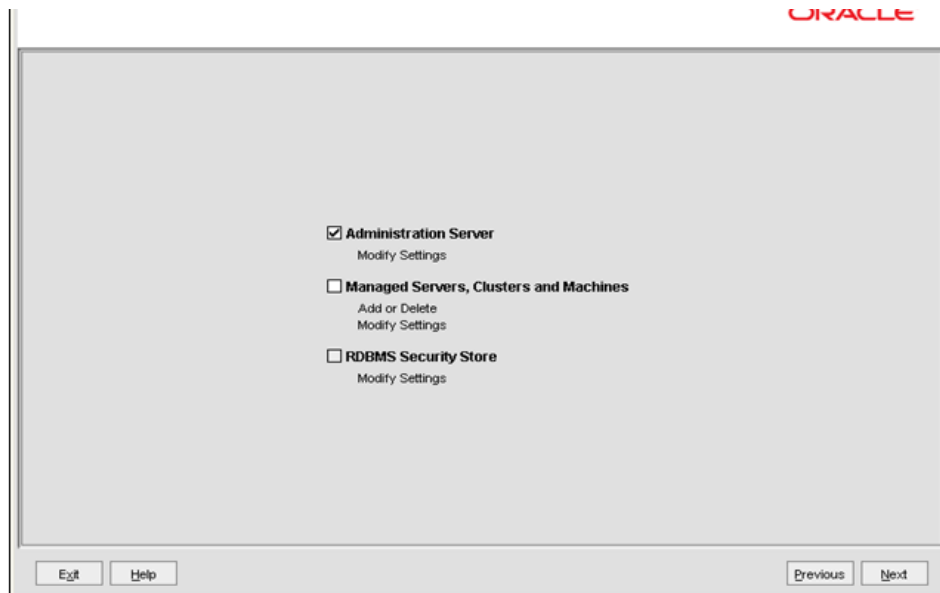 ORACLE
Administration Server
Modify Settings
Managed Servers, Clusters and Machines
Add or Delete
Modify Settings
RDBMS Security Store
Modify Settings
Exit Help Previous Next